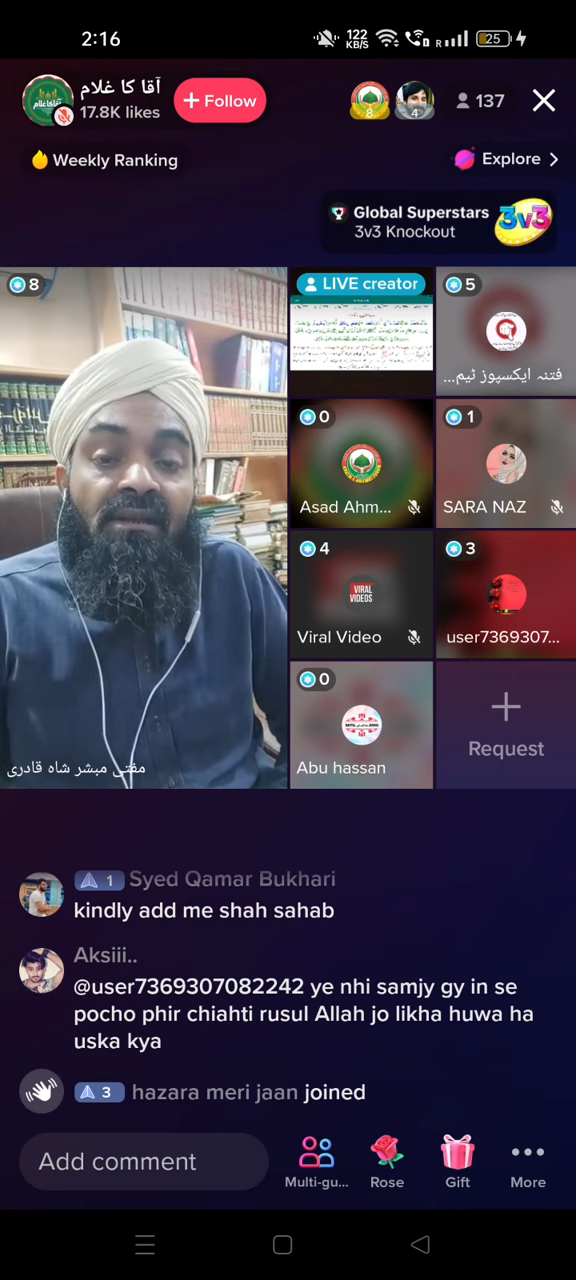 2:16
122
KB/S
R
25
آقا کا غلام
17.8K likes
+ Follow
8
4
137
Weekly Ranking
Explore >
Global Superstars
3v3 Knockout
3v3
8
LIVE creator
5
فتنہ ایکسپوز ٹیم...
0
Asad Ahm...
1
SARA NAZ
4
VIRAL
VIDEOS
Viral Video
3
user7369307...
0
Abu hassan
Request
مفتی مبشر شاہ قادری
1 Syed Qamar Bukhari
kindly add me shah sahab
Aksiii..
@user7369307082242 ye nhi samjy gy in se
pocho phir chiahti rusul Allah jo likha huwa ha
uska kya
3 hazara meri jaan joined
Add comment
Multi-gu...
Rose
Gift
More